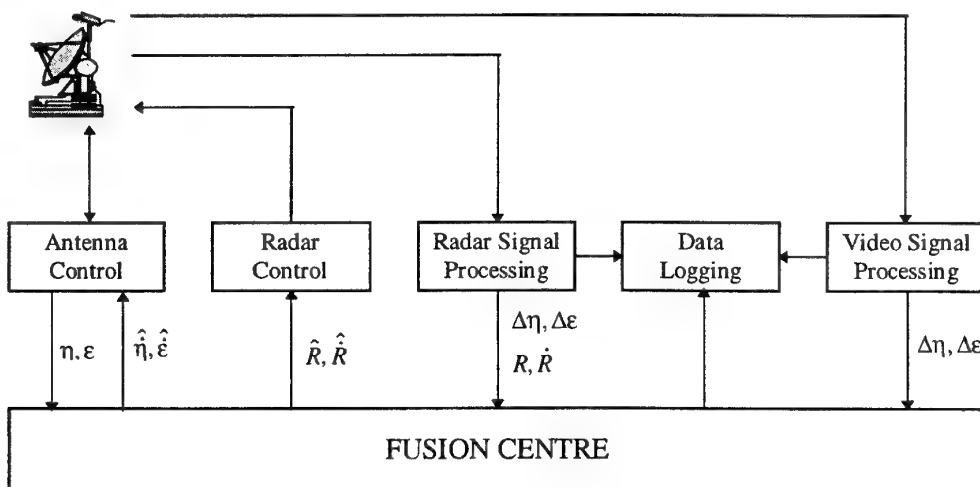 Antenna
Control
Radar
Control
Radar Signal
Processing
Data
Logging
Video Signal
Processing
η, ε
η̇̂, ε̇̂
R̂, Ṙ̂
Δη, Δε
R, Ṙ
Δη, Δε
FUSION CENTRE